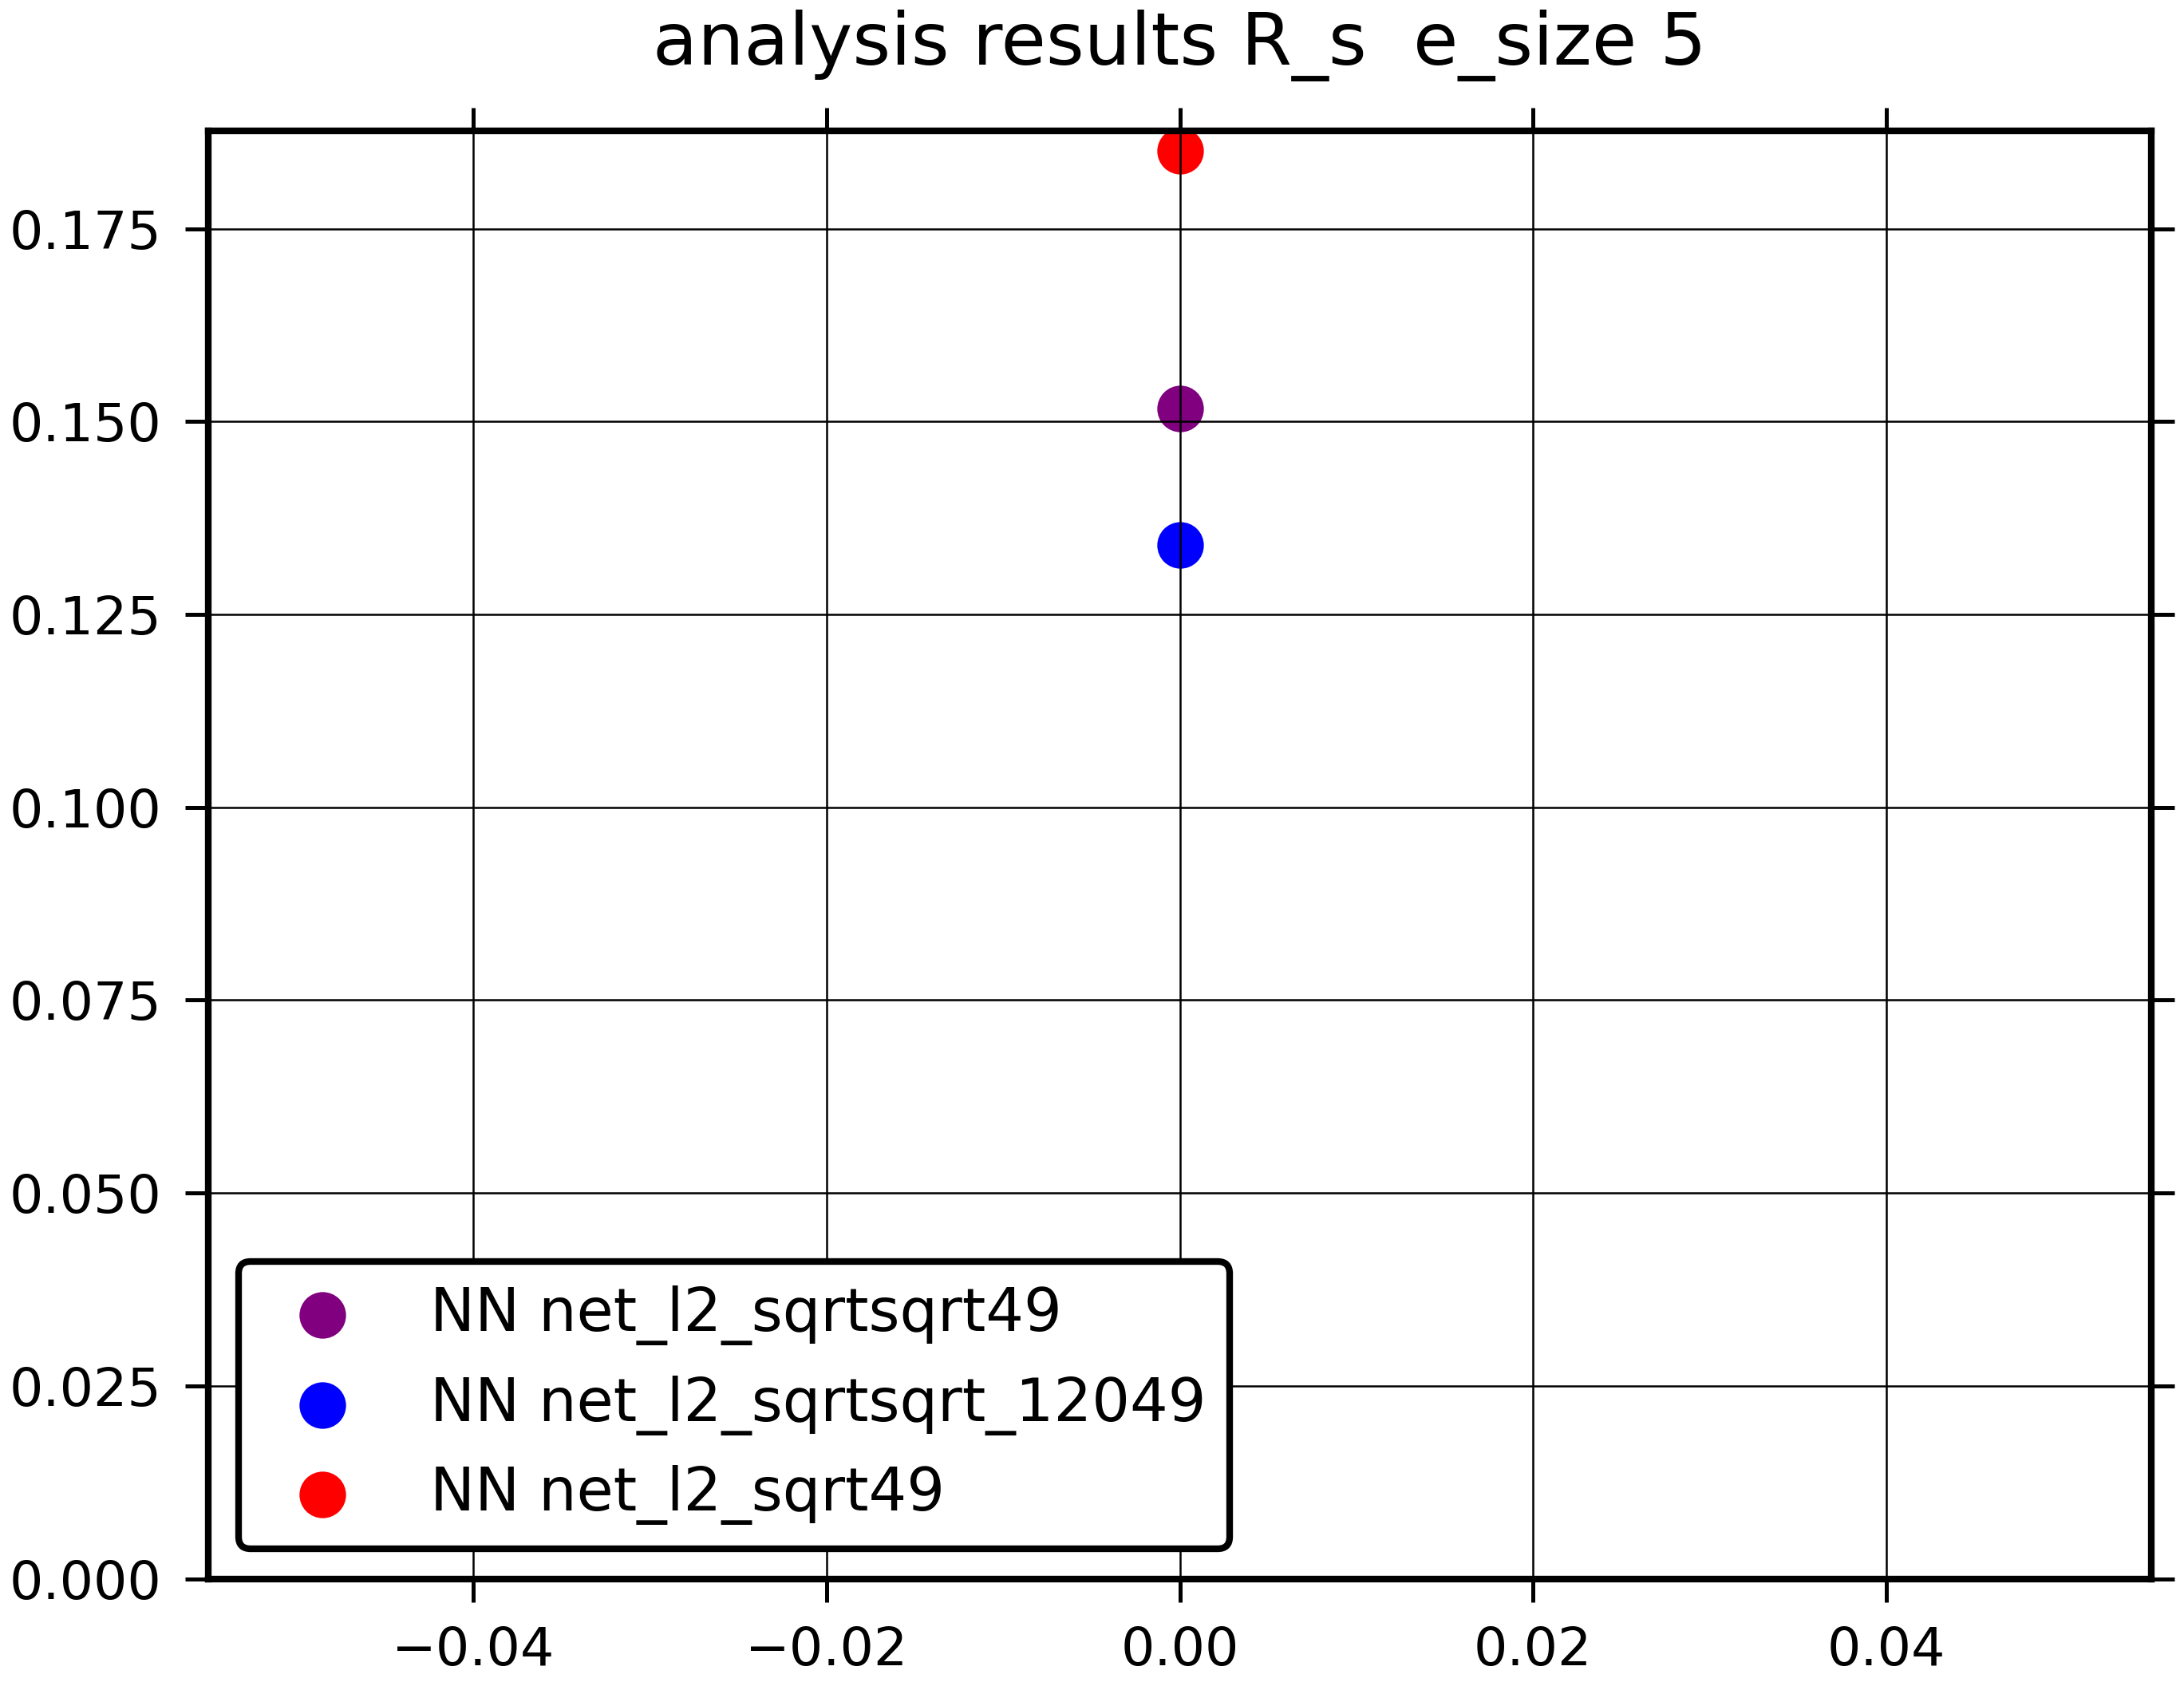 analysis results R_s  e_size 5
0.175
0.150
0.125
0.100
0.075
0.050
0.025
0.000
NN net_l2_sqrtsqrt49
NN net_l2_sqrtsqrt_12049
NN net_l2_sqrt49
−0.04 −0.02 0.00 0.02 0.04